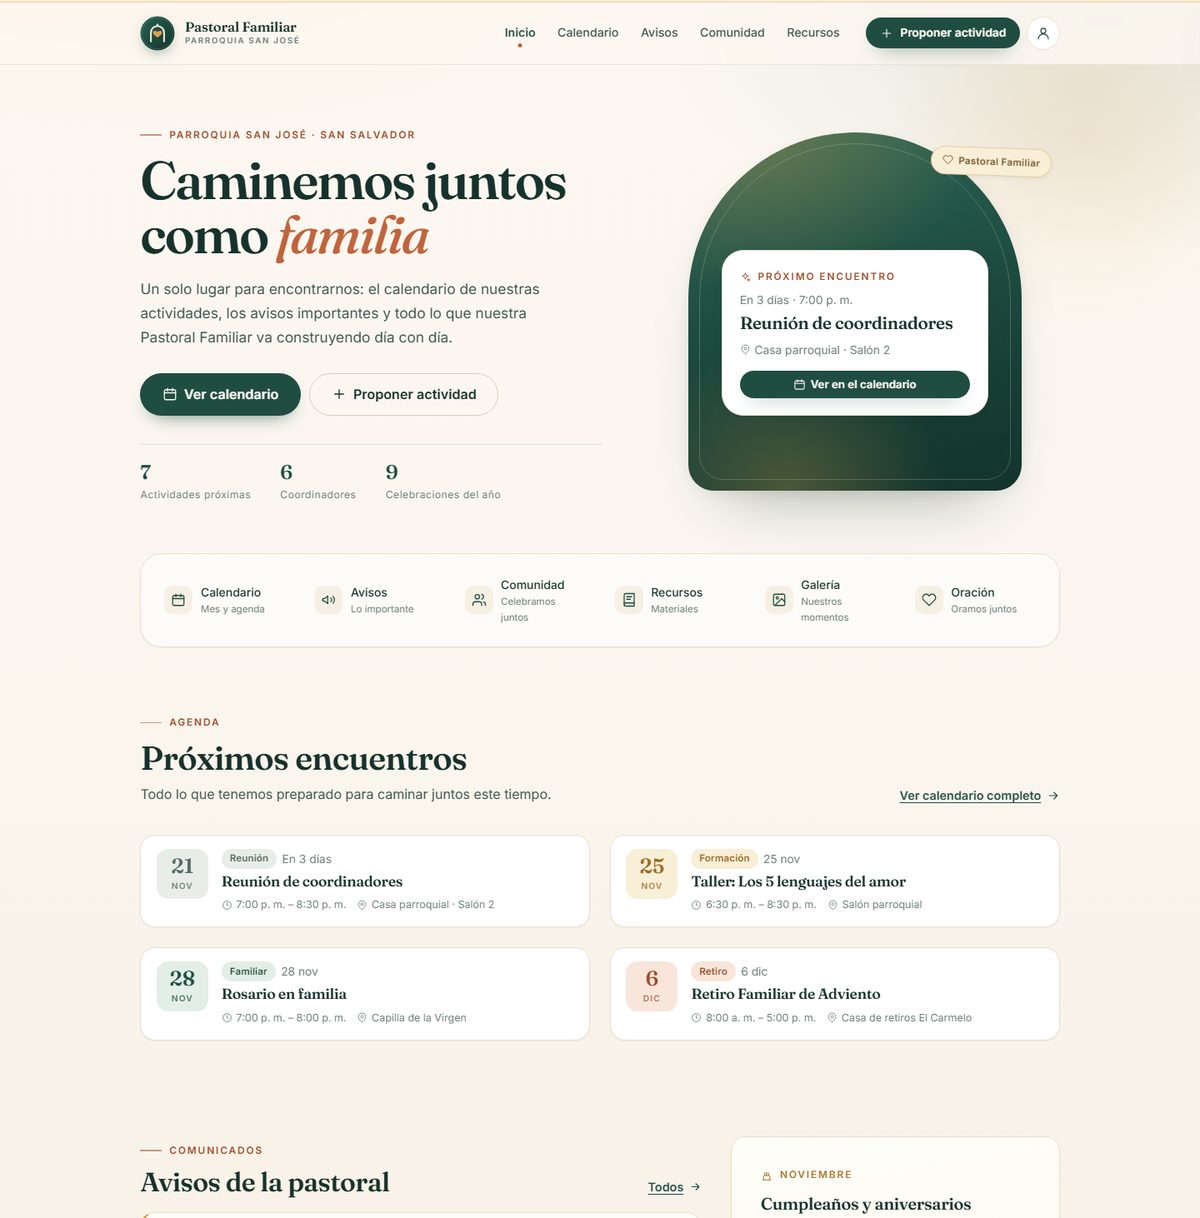 Pastoral Familiar
PARROQUIA SAN JOSÉ
Inicio
Calendario
Avisos
Comunidad
Recursos
Proponer actividad
PARROQUIA SAN JOSÉ · SAN SALVADOR
Caminemos juntos
como familia
Un solo lugar para encontrarnos: el calendario de nuestras
actividades, los avisos importantes y todo lo que nuestra
Pastoral Familiar va construyendo día con día.
Ver calendario
Proponer actividad
7
Actividades próximas
6
Coordinadores
9
Celebraciones del año
Pastoral Familiar
PRÓXIMO ENCUENTRO
En 3 días · 7:00 p. m.
Reunión de coordinadores
Casa parroquial · Salón 2
Ver en el calendario
Calendario
Mes y agenda
Avisos
Lo importante
Comunidad
Celebramos
juntos
Recursos
Materiales
Galería
Nuestros
momentos
Oración
Oramos juntos
AGENDA
Próximos encuentros
Todo lo que tenemos preparado para caminar juntos este tiempo.
Ver calendario completo →
21
NOV
Reunión En 3 días
Reunión de coordinadores
7:00 p. m. – 8:30 p. m. Casa parroquial · Salón 2
25
NOV
Formación 25 nov
Taller: Los 5 lenguajes del amor
6:30 p. m. – 8:30 p. m. Salón parroquial
28
NOV
Familiar 28 nov
Rosario en familia
7:00 p. m. – 8:00 p. m. Capilla de la Virgen
6
DIC
Retiro 6 dic
Retiro Familiar de Adviento
8:00 a. m. – 5:00 p. m. Casa de retiros El Carmelo
COMUNICADOS
Avisos de la pastoral
Todos →
NOVIEMBRE
Cumpleaños y aniversarios